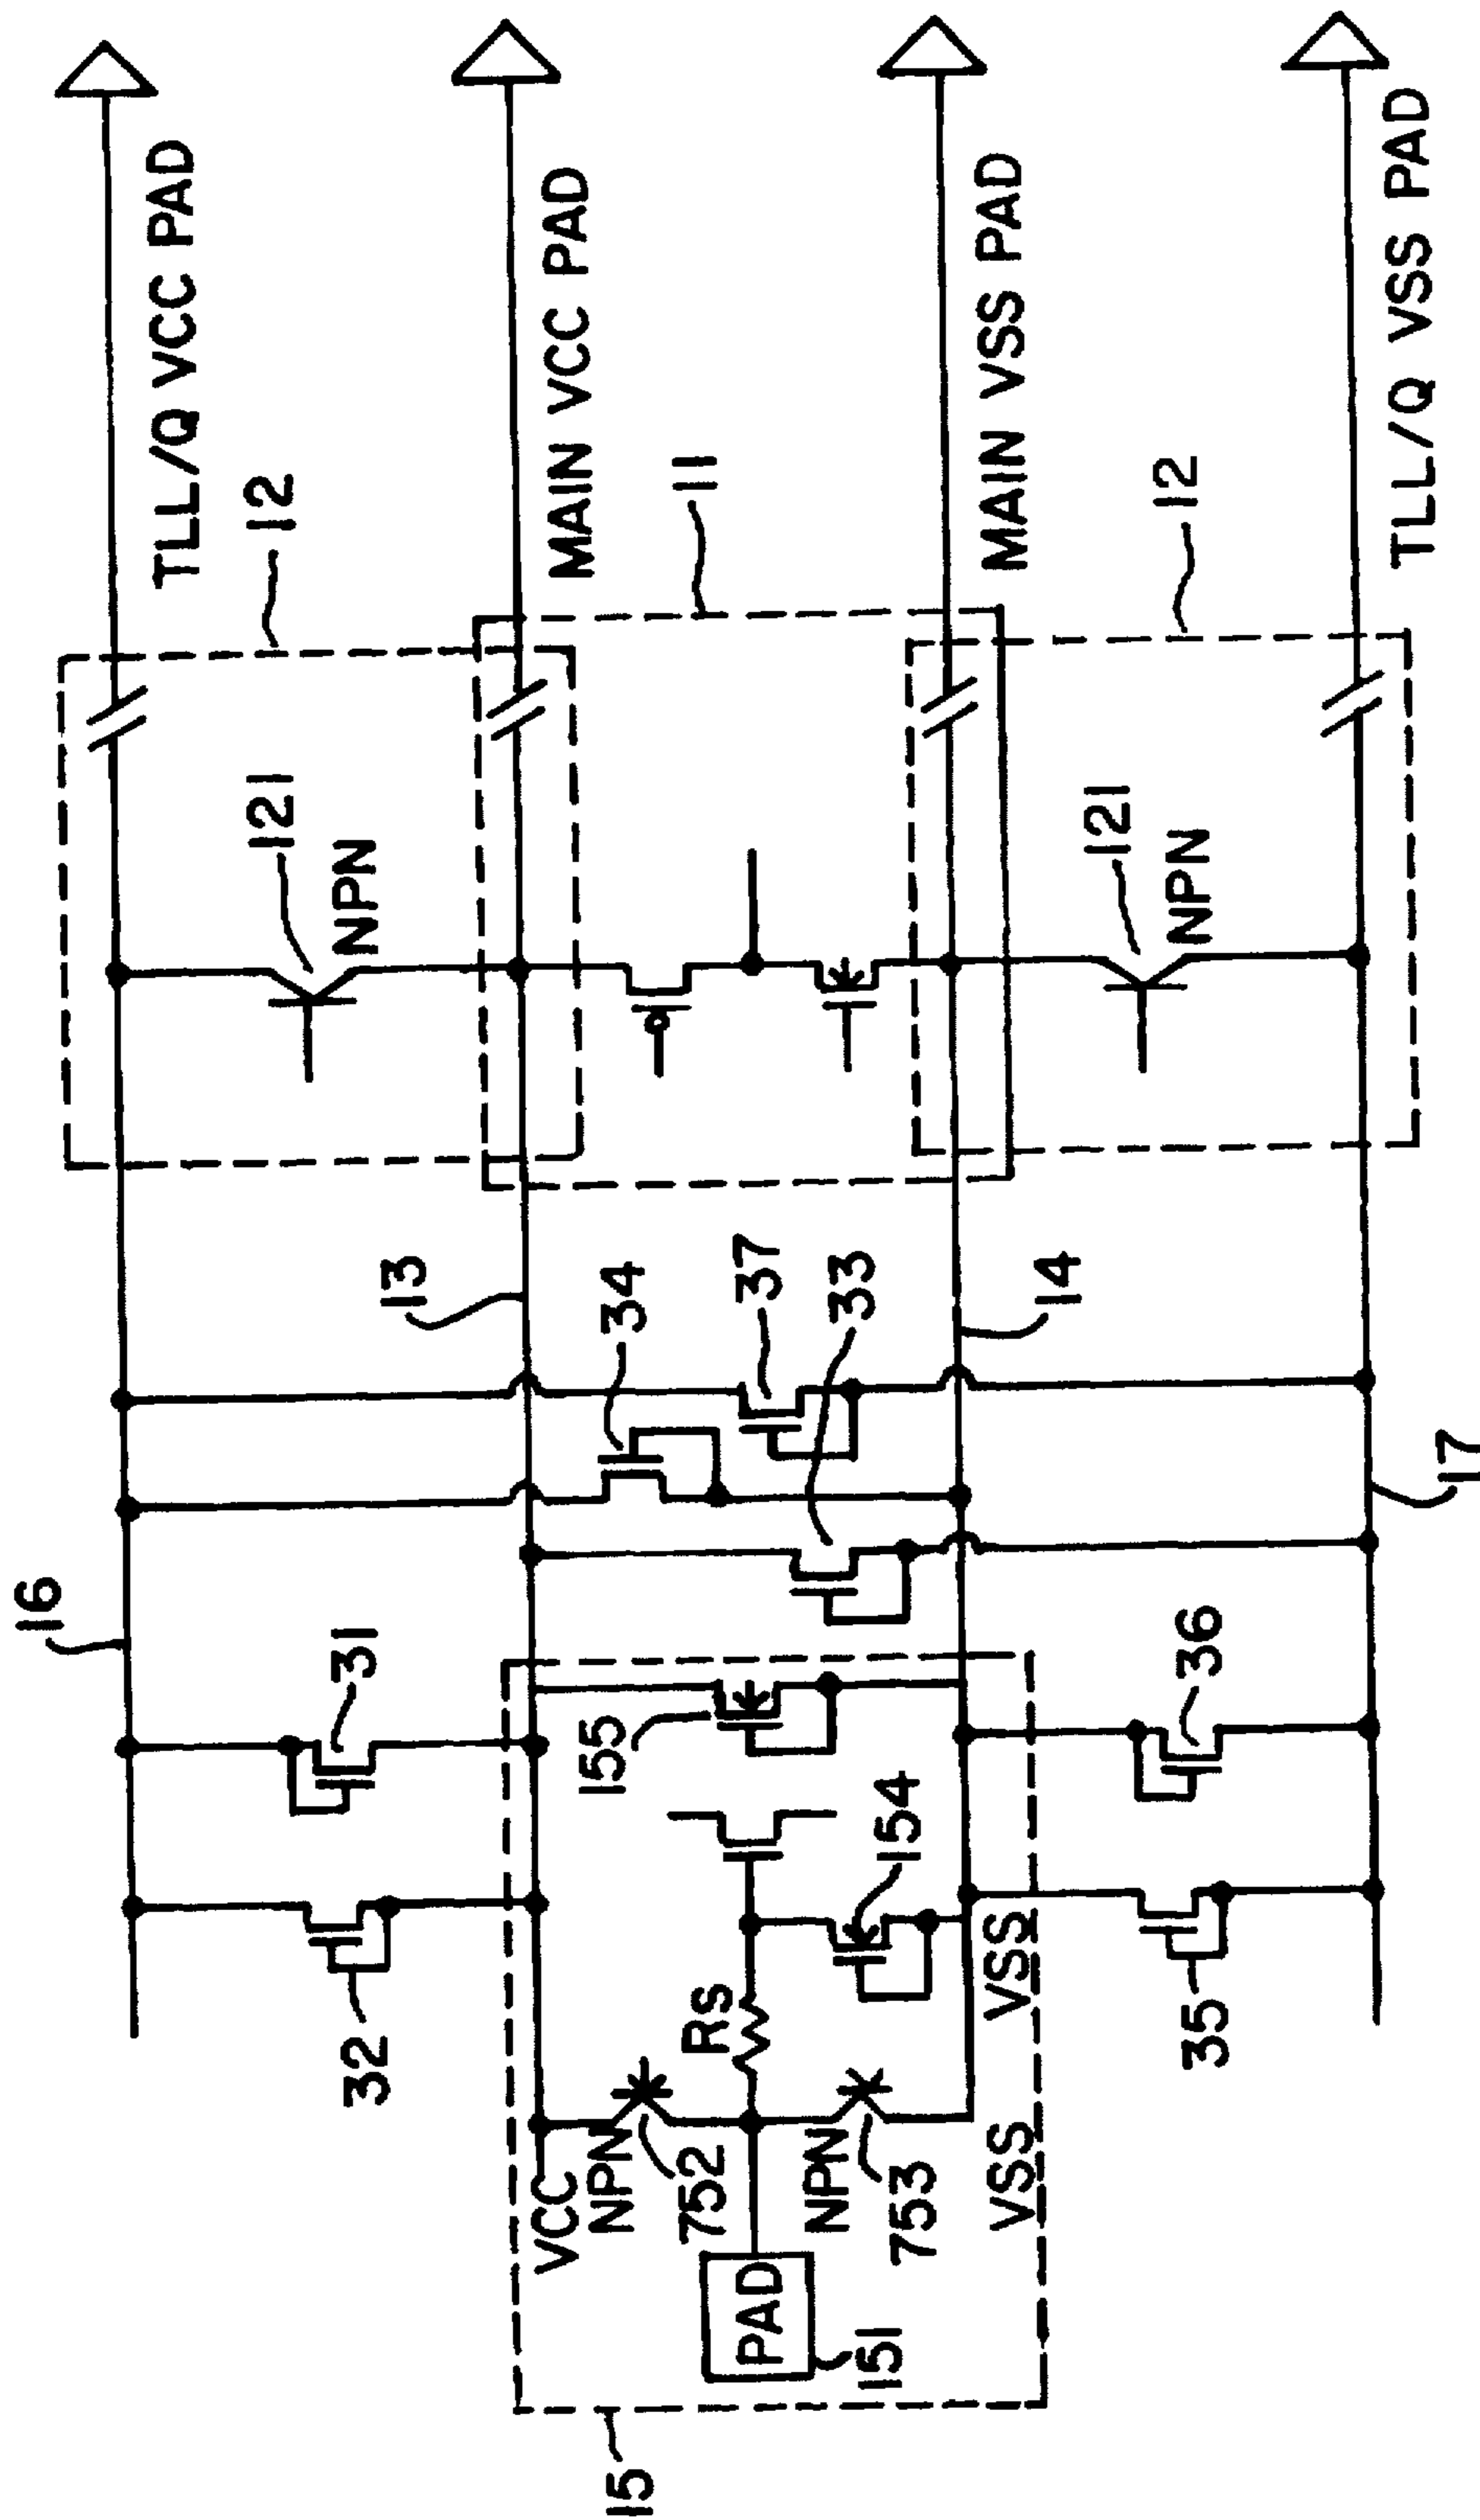 16
TLL/Q VCC PAD
121
12
32
31
NPN
13
VCC
MAIN VCC PAD
NPN
155
34
15
752
Rs
11
PAD
37
NPN
33
151
154
753
VSS
VSS
MAIN VSS PAD
14
121
12
NPN
35
36
TLL/Q VSS PAD
17